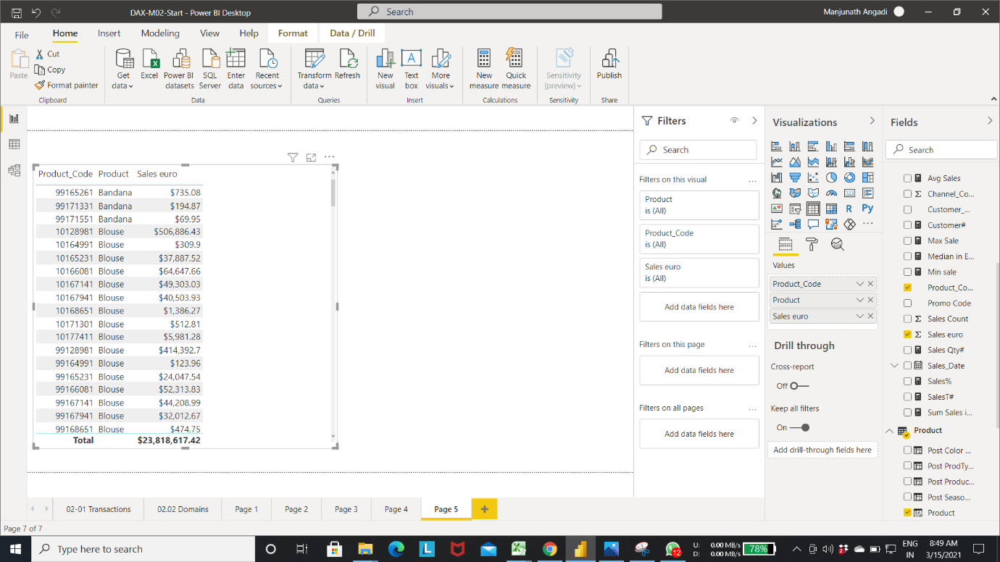 DAX-M02-Start - Power BI Desktop
Search
Manjunath Angadi
File Home Insert Modeling View Help Format Data / Drill
Paste
Cut
Copy
Format painter
Clipboard
Get data
Excel
Power BI datasets
SQL Server
Enter data
Recent sources
Data
Transform data
Refresh
Queries
New visual
Text box
More visuals
Insert
New measure
Quick measure
Calculations
Sensitivity (preview)
Sensitivity
Publish
Share
Product_Code Product Sales euro
99165261 Bandana $735.08
99171331 Bandana $194.87
99171551 Bandana $69.95
10128981 Blouse $506,886.43
10164991 Blouse $309.9
10165231 Blouse $37,887.52
10166081 Blouse $64,647.66
10167141 Blouse $49,303.03
10167941 Blouse $40,503.93
10168651 Blouse $1,386.27
10171301 Blouse $512.81
10177411 Blouse $5,981.28
99128981 Blouse $414,392.7
99164991 Blouse $123.96
99165231 Blouse $24,047.54
99166081 Blouse $52,313.83
99167141 Blouse $44,208.99
99167941 Blouse $32,012.67
99168651 Blouse $474.75
Total $23,818,617.42
Filters
Search
Filters on this visual ...
Product
is (All)
Product_Code
is (All)
Sales euro
is (All)
Add data fields here
Filters on this page ...
Add data fields here
Filters on all pages ...
Add data fields here
Visualizations
R Py
Values
Product_Code
Product
Sales euro
Drill through
Cross-report
Off
Keep all filters
On
Add drill-through fields here
Fields
Search
Avg Sales
Σ Channel_Co...
Customer_...
Customer#
Max Sale
Median in E...
Min sale
Product_Co...
Promo Code
Σ Sales Count
Σ Sales euro
Sales Qty#
Sales_Date
Sales%
SalesT#
Sum Sales i...
Product
Post Color ...
Post ProdTy...
Post Produc...
Post Seaso...
Product
02-01 Transactions 02.02 Domains Page 1 Page 2 Page 3 Page 4 Page 5 +
Page 7 of 7
Type here to search
L
12
U: 0.00 MB/s
D: 0.00 MB/s
78%
ENG
IN
8:49 AM
3/15/2021